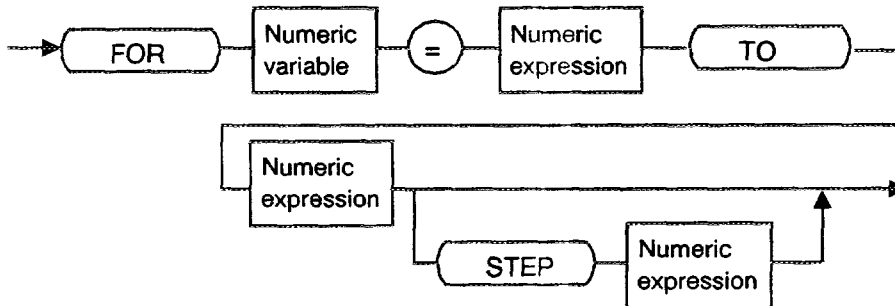 FOR
Numeric
variable
=
Numeric
expression
TO
Numeric
expression
STEP
Numeric
expression